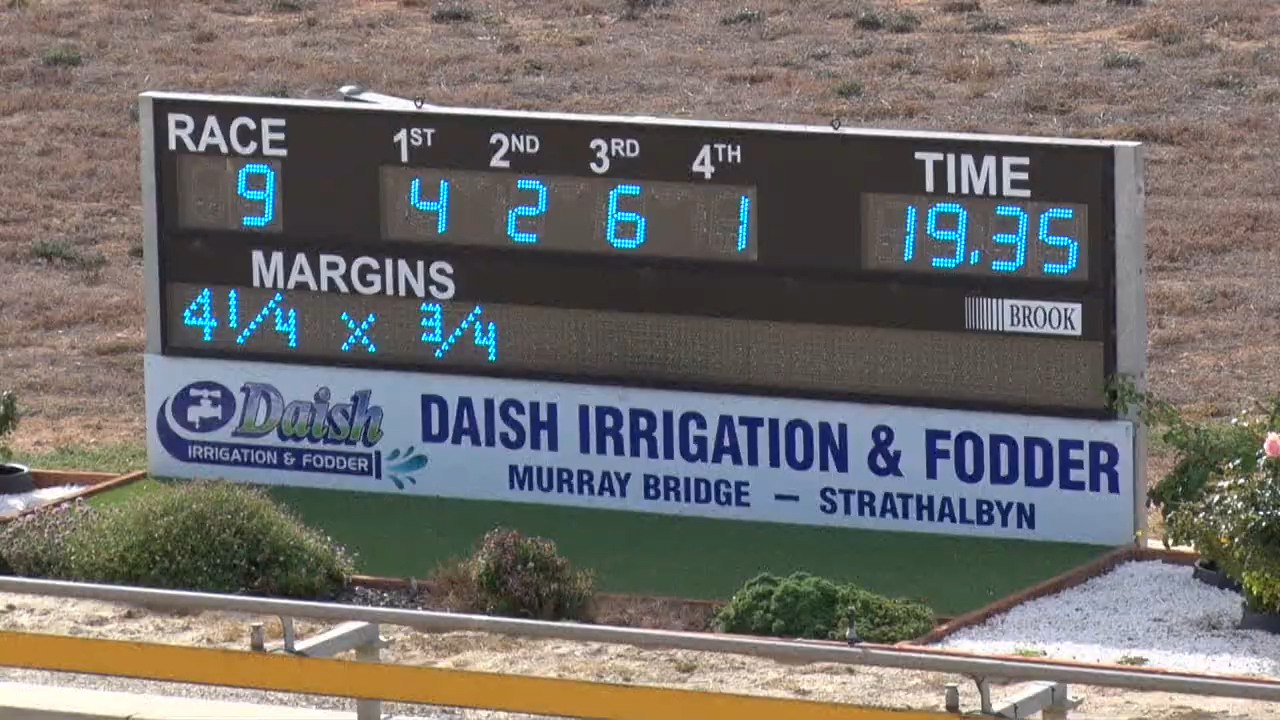 RACE 1ST 2ND 3RD 4TH TIME
9 4 2 6 1 19.35
MARGINS
4 1/4 x 3/4
BROOK
Daish
IRRIGATION & FODDER
DAISH IRRIGATION & FODDER
MURRAY BRIDGE – STRATHALBYN